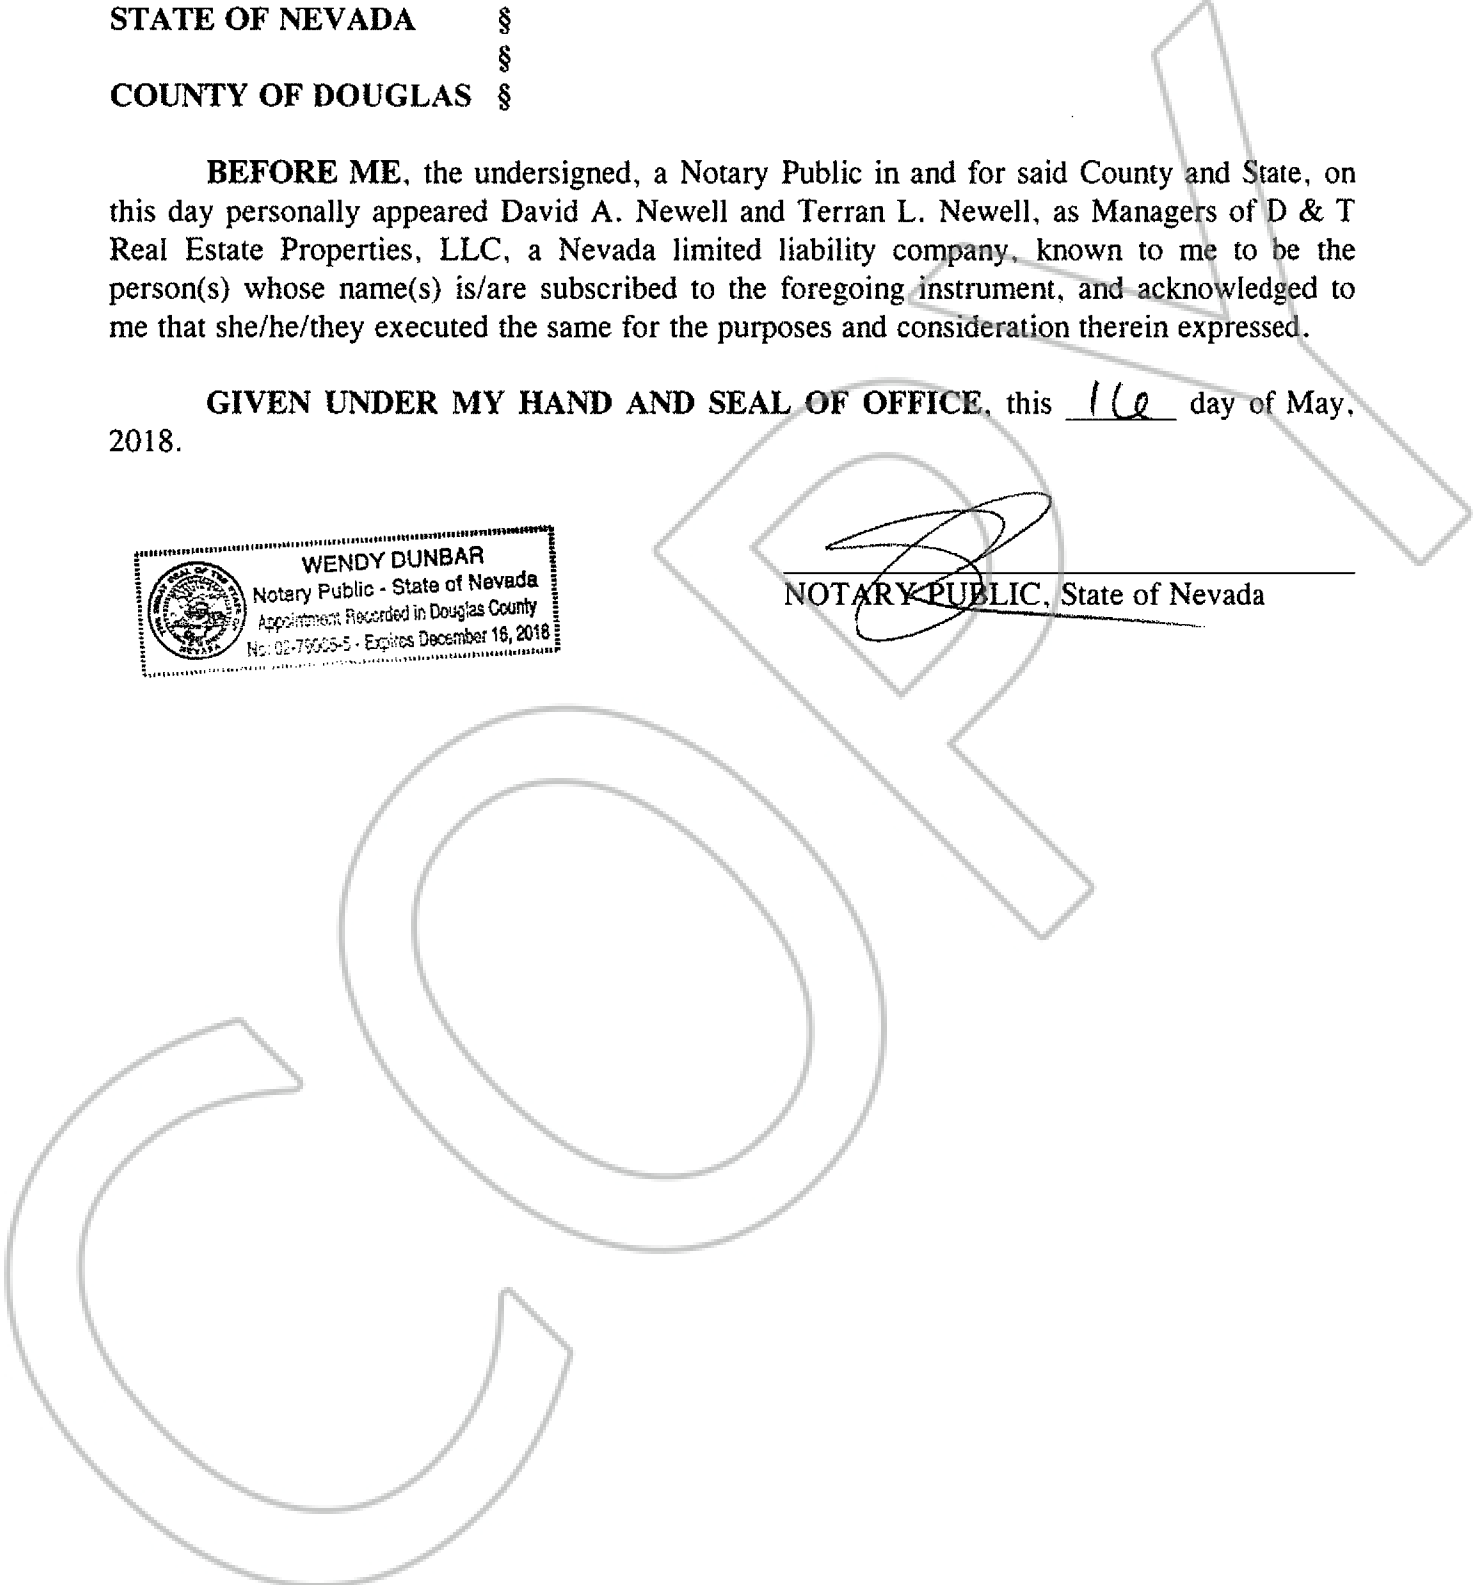 STATE OF NEVADA §
§
COUNTY OF DOUGLAS §
BEFORE ME, the undersigned, a Notary Public in and for said County and State, on
this day personally appeared David A. Newell and Terran L. Newell, as Managers of D & T
Real Estate Properties, LLC, a Nevada limited liability company, known to me to be the
person(s) whose name(s) is/are subscribed to the foregoing instrument, and acknowledged to
me that she/he/they executed the same for the purposes and consideration therein expressed.
GIVEN UNDER MY HAND AND SEAL OF OFFICE, this 16 day of May,
2018.
WENDY DUNBAR
Notary Public - State of Nevada
Appointment Recorded in Douglas County
No: - Expires December 16, 2018
NOTARY PUBLIC, State of Nevada
COPY